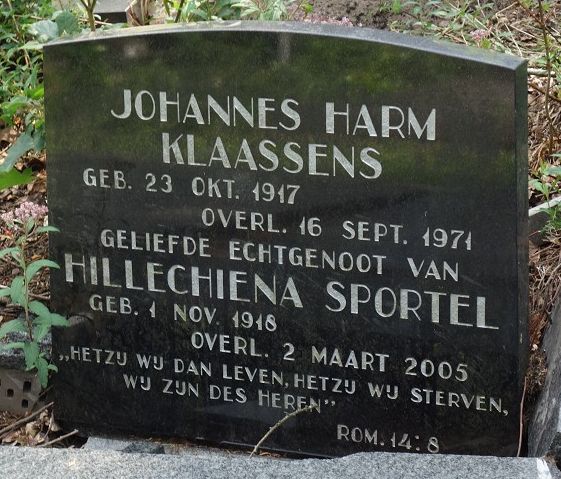 JOHANNES HARM
KLAASSENS
GEB. 23 OKT. 1917
OVERL. 16 SEPT. 1971
GELIEFDE ECHTGENOOT VAN
HILLECHIENA SPORTEL
GEB. 1 NOV. 1918
OVERL. 2 MAART 2005
„HETZIJ WIJ DAN LEVEN, HETZIJ WIJ STERVEN,
WIJ ZIJN DES HEREN”
ROM. 14:8